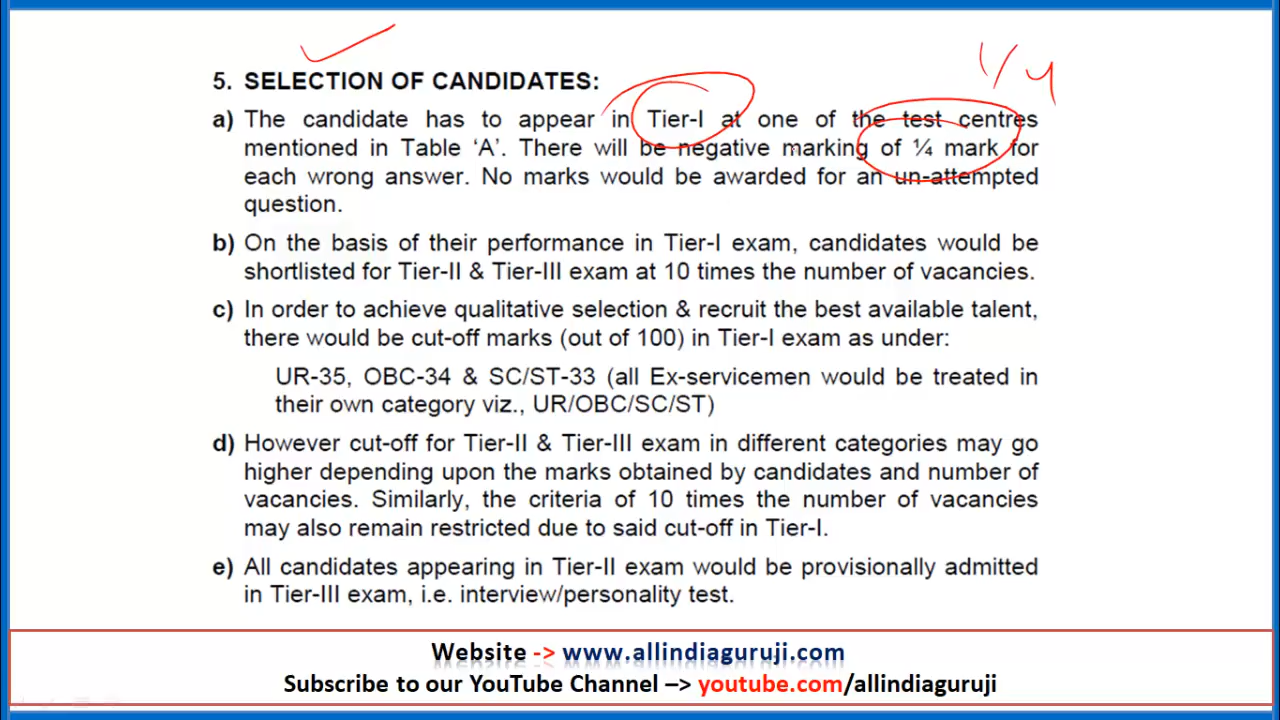 1/4
5. SELECTION OF CANDIDATES:
a) The candidate has to appear in Tier-I at one of the test centres
mentioned in Table ‘A’. There will be negative marking of ¼ mark for
each wrong answer. No marks would be awarded for an un-attempted
question.
b) On the basis of their performance in Tier-I exam, candidates would be
shortlisted for Tier-II & Tier-III exam at 10 times the number of vacancies.
c) In order to achieve qualitative selection & recruit the best available talent,
there would be cut-off marks (out of 100) in Tier-I exam as under:
UR-35, OBC-34 & SC/ST-33 (all Ex-servicemen would be treated in
their own category viz., UR/OBC/SC/ST)
d) However cut-off for Tier-II & Tier-III exam in different categories may go
higher depending upon the marks obtained by candidates and number of
vacancies. Similarly, the criteria of 10 times the number of vacancies
may also remain restricted due to said cut-off in Tier-I.
e) All candidates appearing in Tier-II exam would be provisionally admitted
in Tier-III exam, i.e. interview/personality test.
Website -> www.allindiaguruji.com
Subscribe to our YouTube Channel –> youtube.com/allindiaguruji